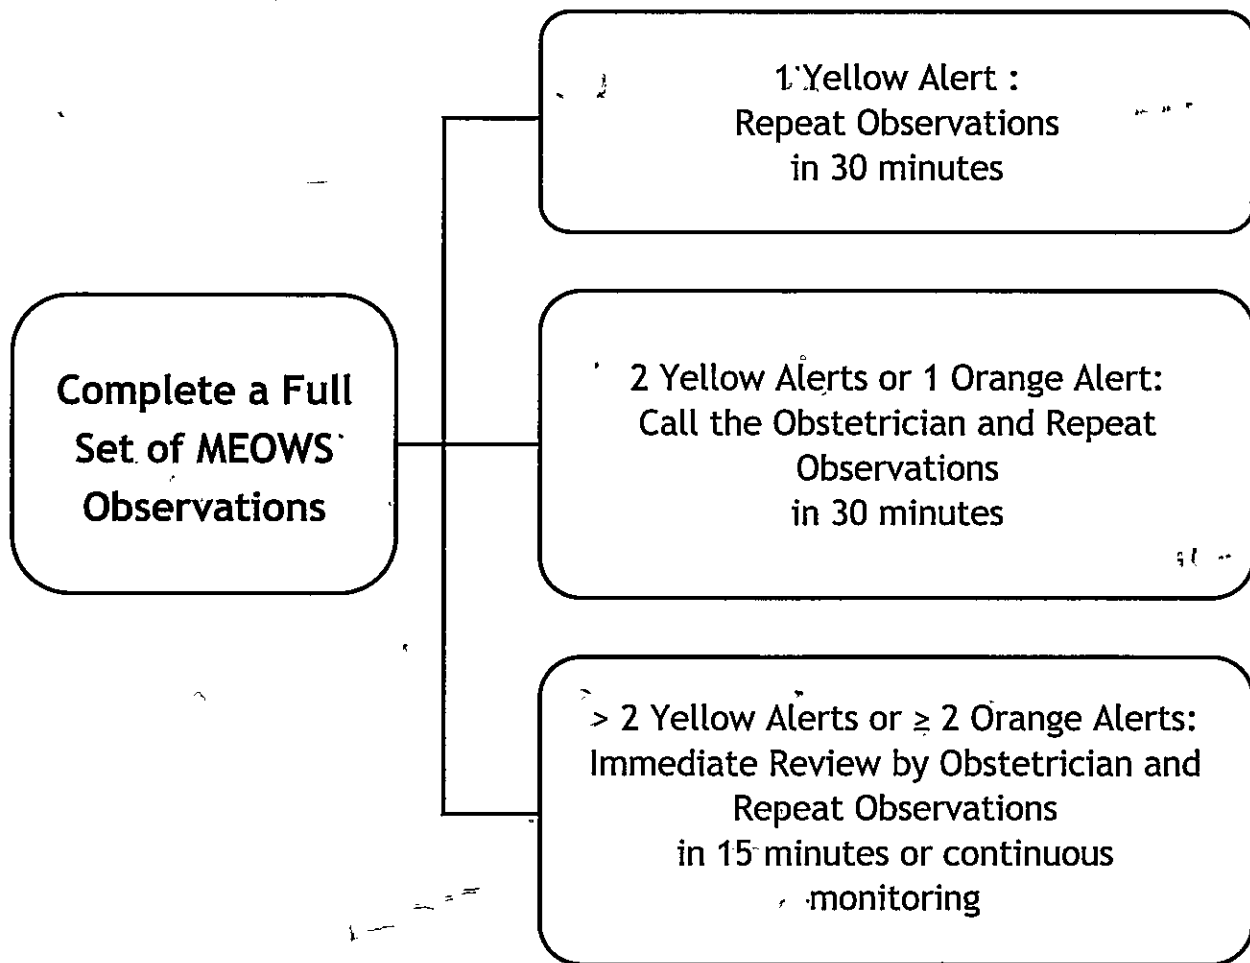 Complete a Full
Set of MEOWS
Observations
1 Yellow Alert :
Repeat Observations
in 30 minutes
2 Yellow Alerts or 1 Orange Alert:
Call the Obstetrician and Repeat
Observations
in 30 minutes
> 2 Yellow Alerts or ≥ 2 Orange Alerts:
Immediate Review by Obstetrician and
Repeat Observations
in 15 minutes or continuous
monitoring